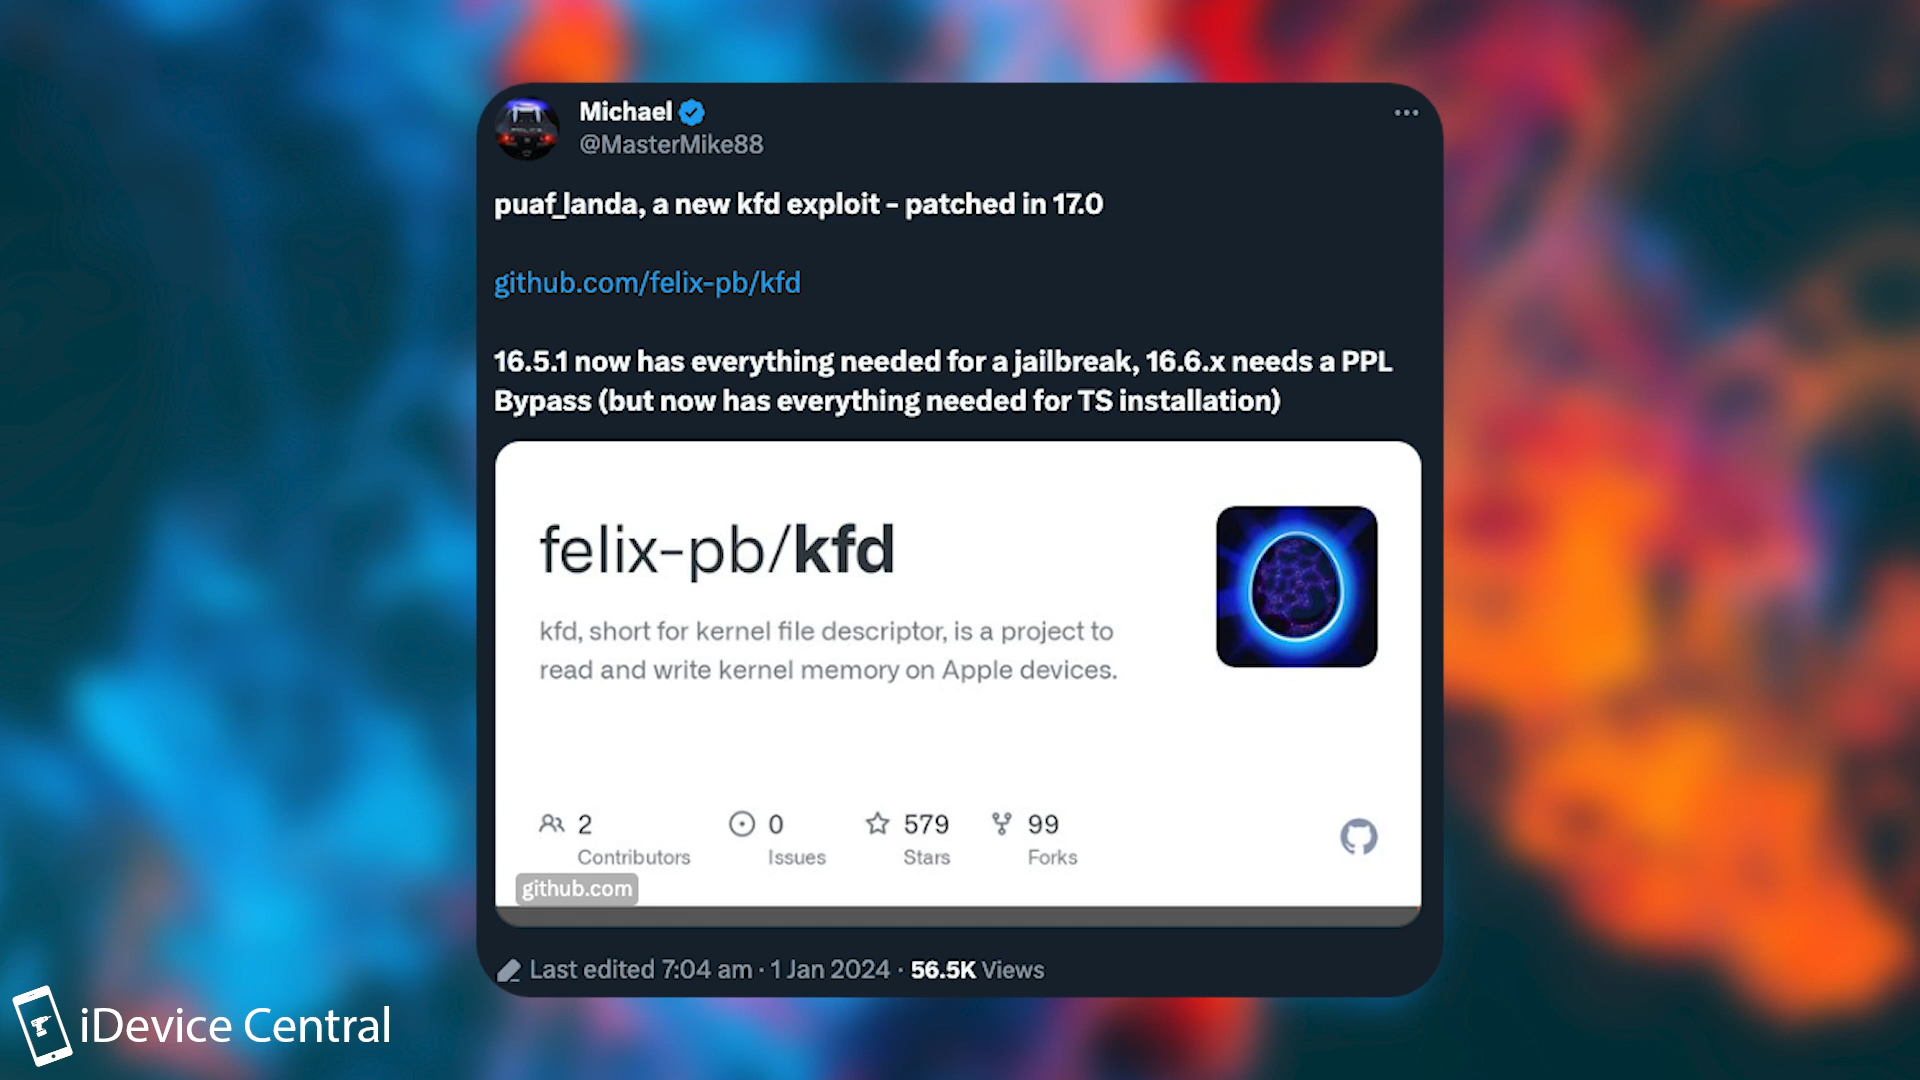 Michael
@MasterMike88
puaf_landa, a new kfd exploit - patched in 17.0
github.com/felix-pb/kfd
16.5.1 now has everything needed for a jailbreak, 16.6.x needs a PPL
Bypass (but now has everything needed for TS installation)
felix-pb/kfd
kfd, short for kernel file descriptor, is a project to
read and write kernel memory on Apple devices.
2 0 579 99
Contributors Issues Stars Forks
github.com
Last edited 7:04 am · 1 Jan 2024 · 56.5K Views
iDevice Central